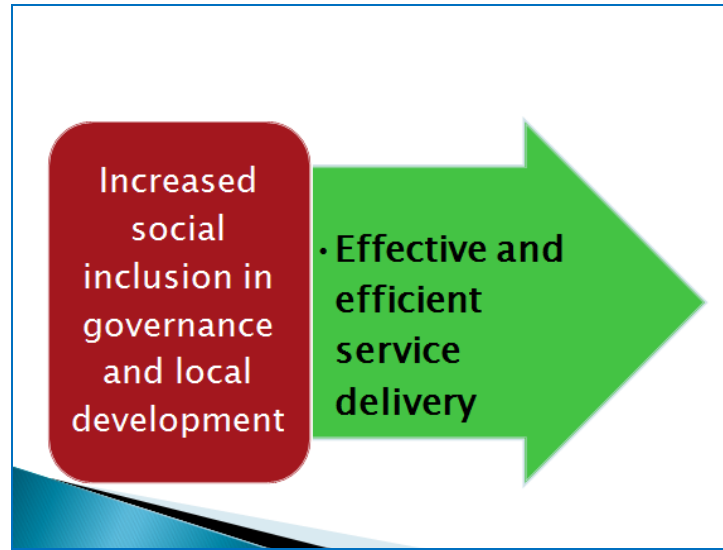 Increased
social
inclusion in
governance
and local
development
• Effective and
efficient
service
delivery